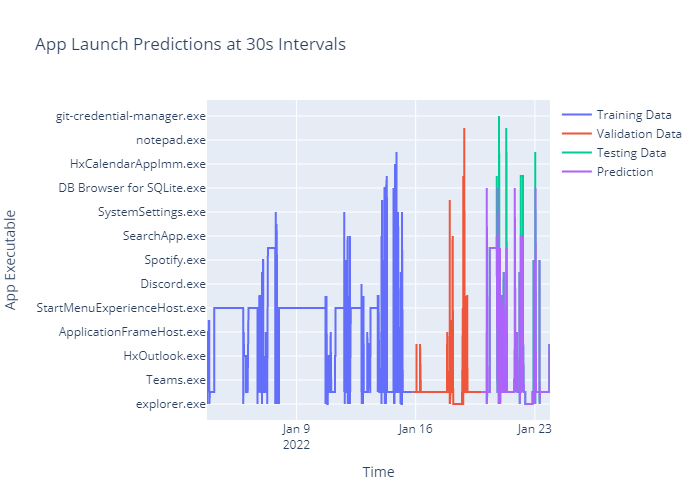 App Launch Predictions at 30s Intervals
git-credential-manager.exe
notepad.exe
HxCalendarAppImm.exe
DB Browser for SQLite.exe
SystemSettings.exe
SearchApp.exe
Spotify.exe
Discord.exe
StartMenuExperienceHost.exe
ApplicationFrameHost.exe
HxOutlook.exe
Teams.exe
explorer.exe
App Executable
Jan 9
2022
Jan 16
Jan 23
Time
Training Data
Validation Data
Testing Data
Prediction